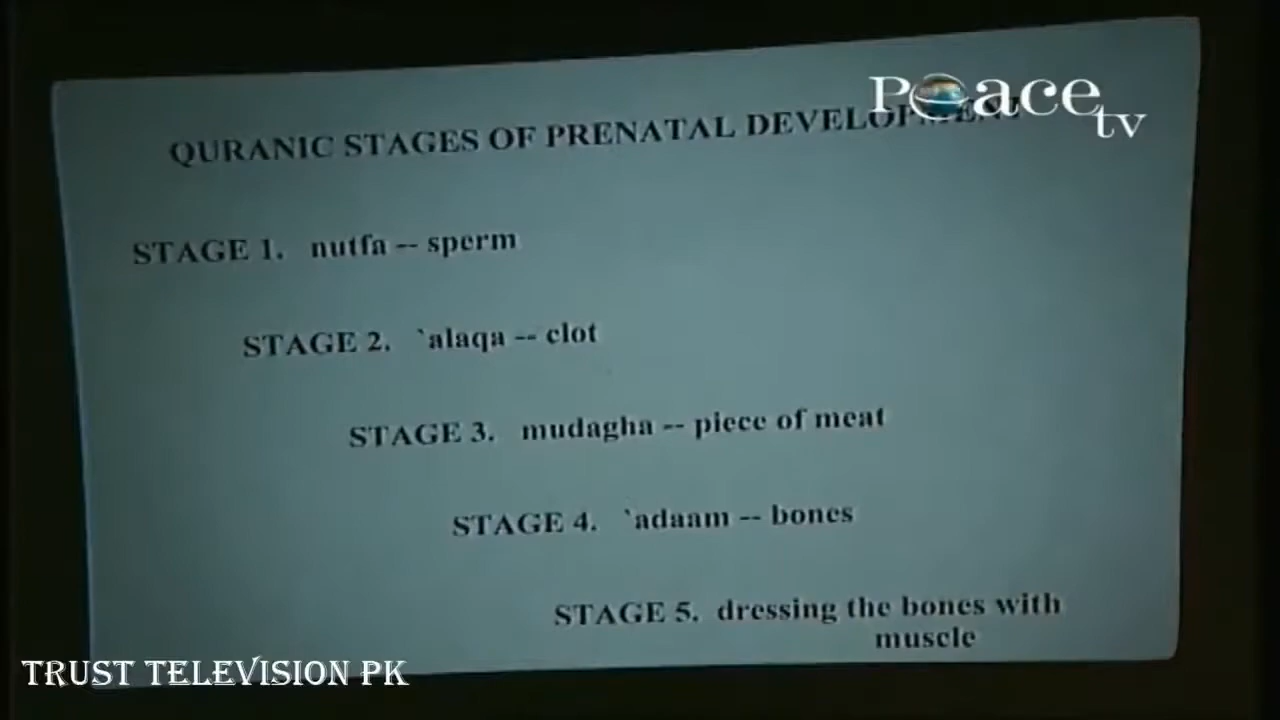 Peace tv
QURANIC STAGES OF PRENATAL DEVELOPMENT
STAGE 1. nutfa -- sperm
STAGE 2. `alaqa -- clot
STAGE 3. mudagha -- piece of meat
STAGE 4. `adaam -- bones
STAGE 5. dressing the bones with
muscle
TRUST TELEVISION PK